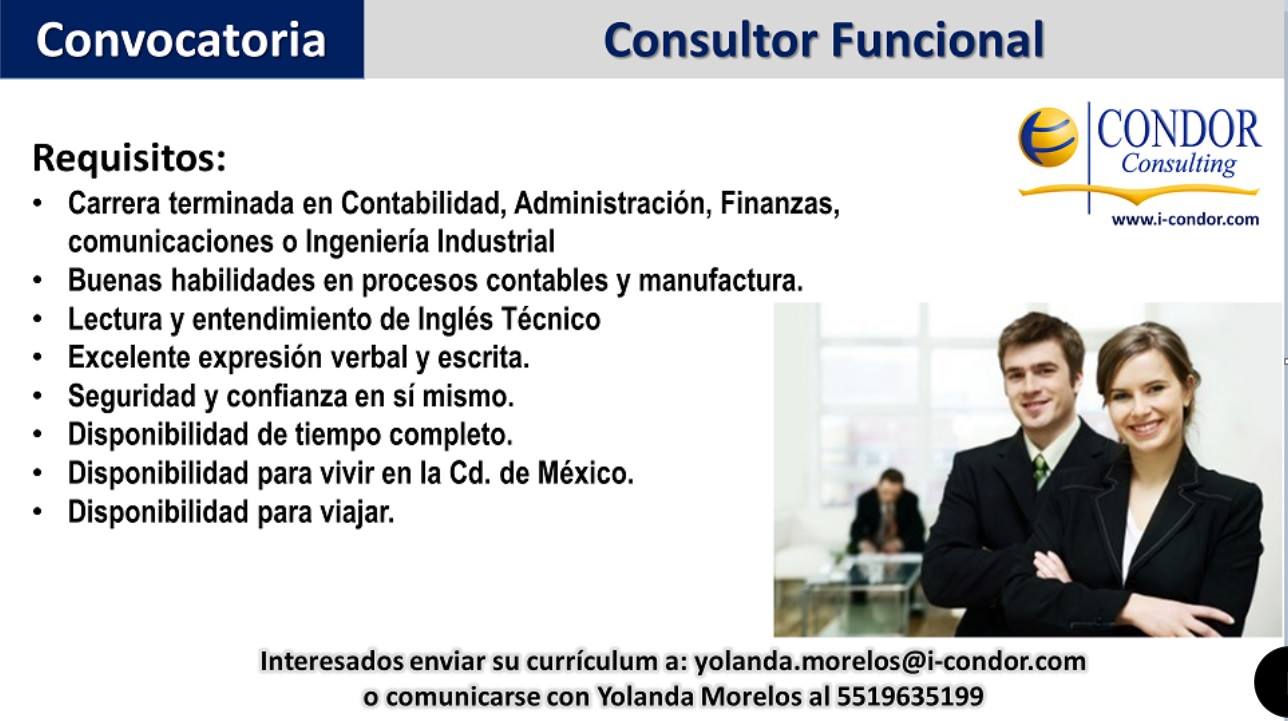 Convocatoria
Consultor Funcional
CONDOR
Consulting
www.i-condor.com
Requisitos:
• Carrera terminada en Contabilidad, Administración, Finanzas,
comunicaciones o Ingeniería Industrial
• Buenas habilidades en procesos contables y manufactura.
• Lectura y entendimiento de Inglés Técnico
• Excelente expresión verbal y escrita.
• Seguridad y confianza en sí mismo.
• Disponibilidad de tiempo completo.
• Disponibilidad para vivir en la Cd. de México.
• Disponibilidad para viajar.
Interesados enviar su currículum a: yolanda.morelos@i-condor.com
o comunicarse con Yolanda Morelos al 5519635199